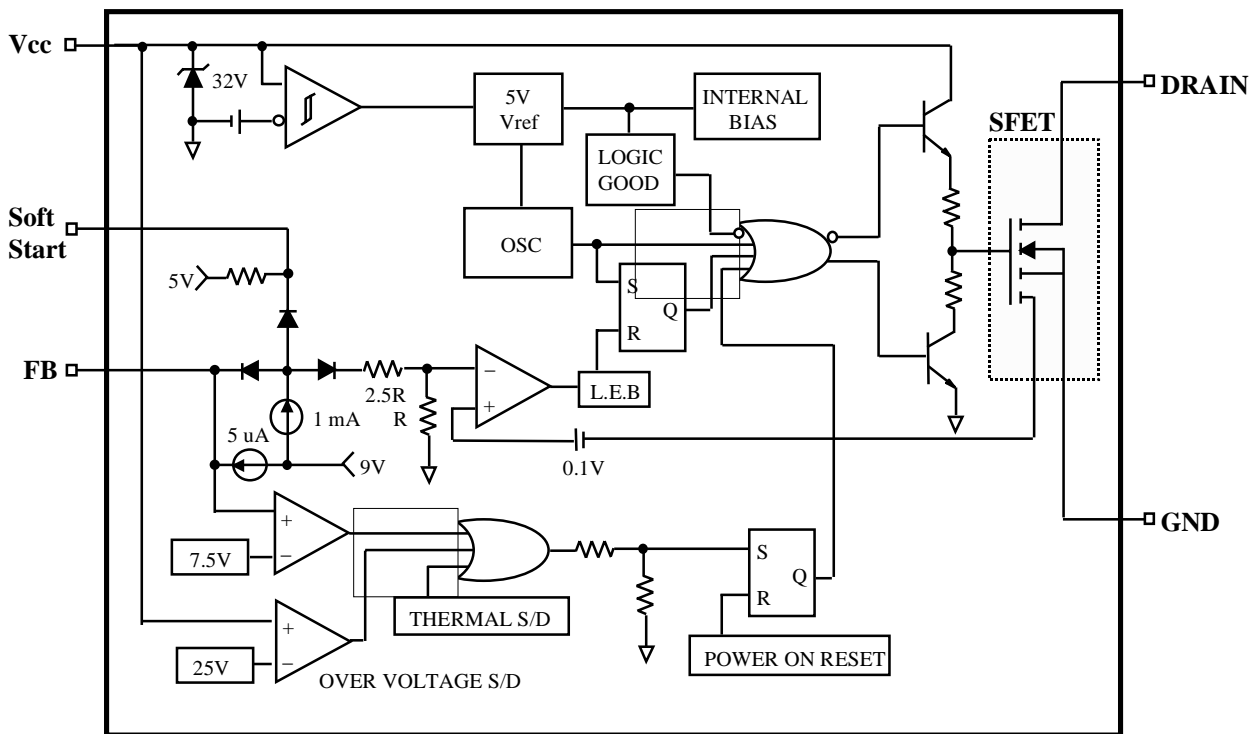 Vcc
32V
5V
Vref
INTERNAL
BIAS
DRAIN
SFET
LOGIC
GOOD
Soft
Start
OSC
5V
S
Q
R
FB
2.5R
R
−
+
L.E.B
1 mA
5 uA
9V
0.1V
+
−
7.5V
GND
S
Q
R
THERMAL S/D
+
−
25V
POWER ON RESET
OVER VOLTAGE S/D